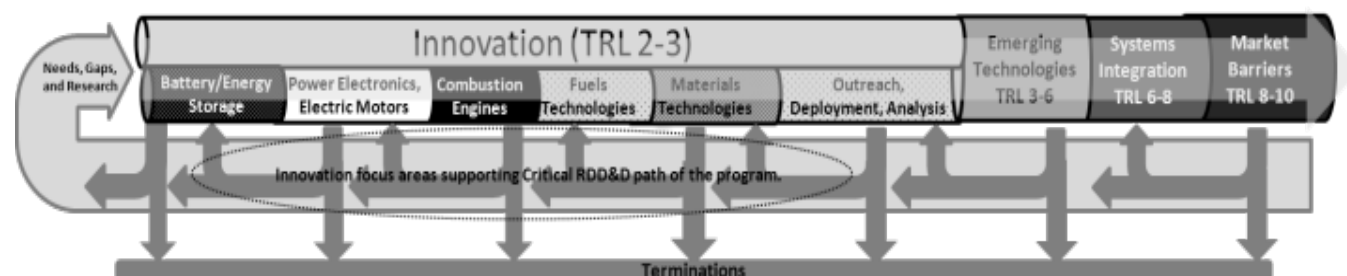 Innovation (TRL 2-3)
Needs, Gaps,
and Research
Battery/Energy
Storage
Power Electronics,
Electric Motors
Combustion
Engines
Fuels
Technologies
Materials
Technologies
Outreach,
Deployment, Analysis
Emerging
Technologies
TRL 3-6
Systems
Integration
TRL 6-8
Market
Barriers
TRL 8-10
Innovation focus areas supporting Critical RDD&D path of the program.
Terminations